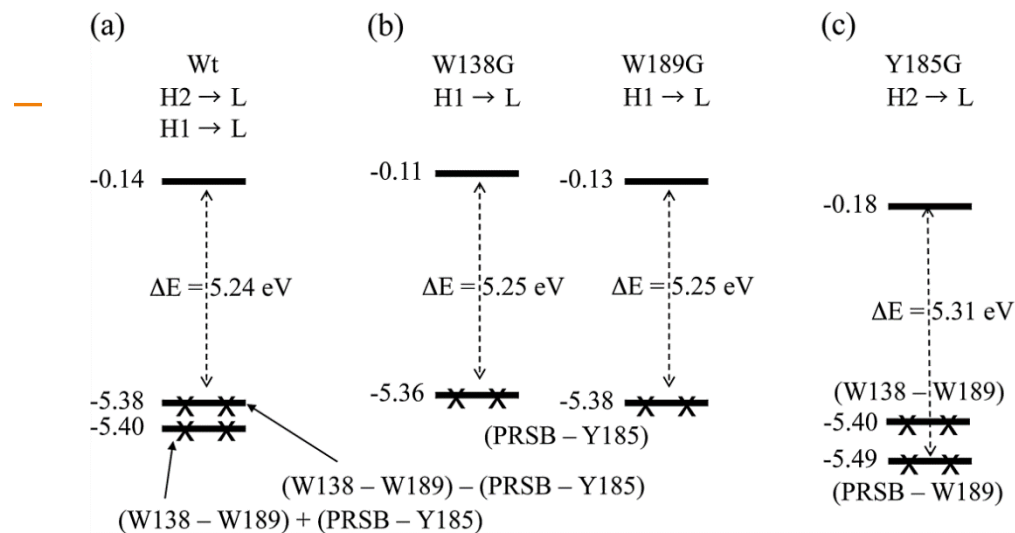 (a)
Wt
H2 → L
H1 → L
-0.14
ΔE = 5.24 eV
-5.38
-5.40
(W138 – W189) – (PRSB – Y185)
(W138 – W189) + (PRSB – Y185)
(b)
W138G
H1 → L
-0.11
ΔE = 5.25 eV
-5.36
W189G
H1 → L
-0.13
ΔE = 5.25 eV
-5.38
(PRSB – Y185)
(c)
Y185G
H2 → L
-0.18
ΔE = 5.31 eV
(W138 – W189)
-5.40
-5.49
(PRSB – W189)